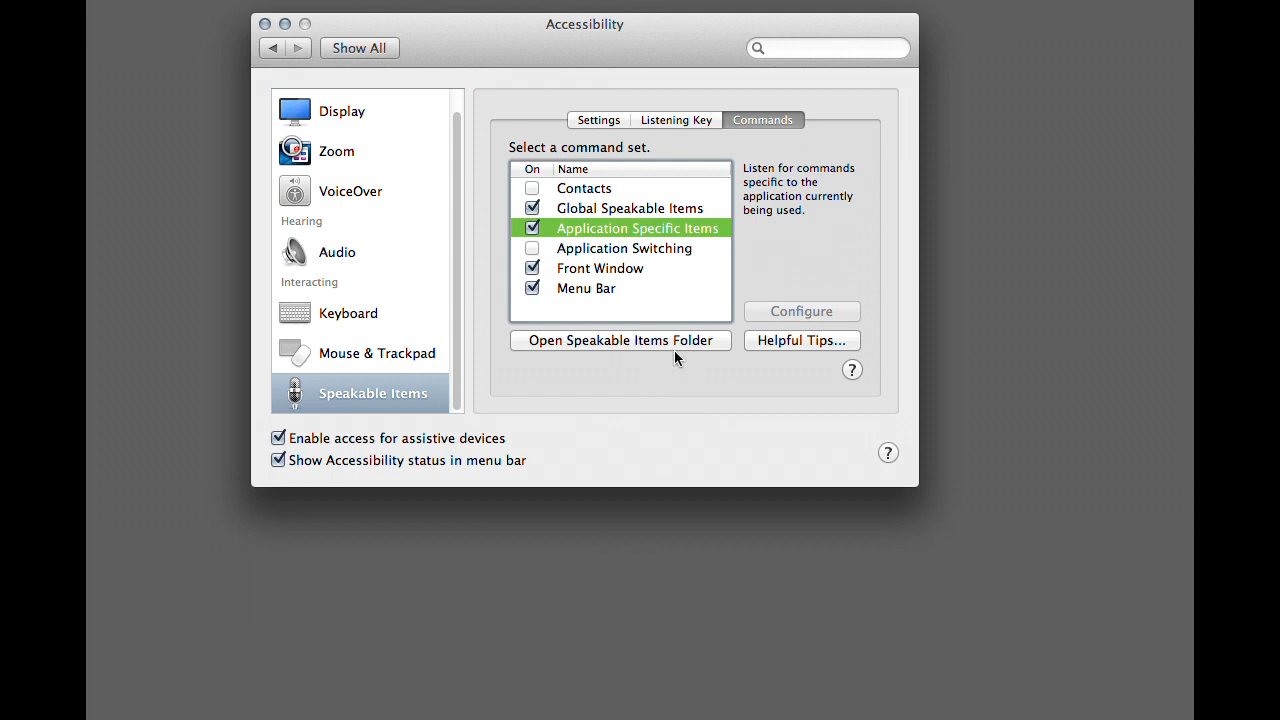 Accessibility
Show All
Display
Zoom
VoiceOver
Hearing
Audio
Interacting
Keyboard
Mouse & Trackpad
Speakable Items
Settings
Listening Key
Commands
Select a command set.
On Name
Contacts
Global Speakable Items
Application Specific Items
Application Switching
Front Window
Menu Bar
Listen for commands
specific to the
application currently
being used.
Configure
Open Speakable Items Folder
Helpful Tips...
?
Enable access for assistive devices
Show Accessibility status in menu bar
?